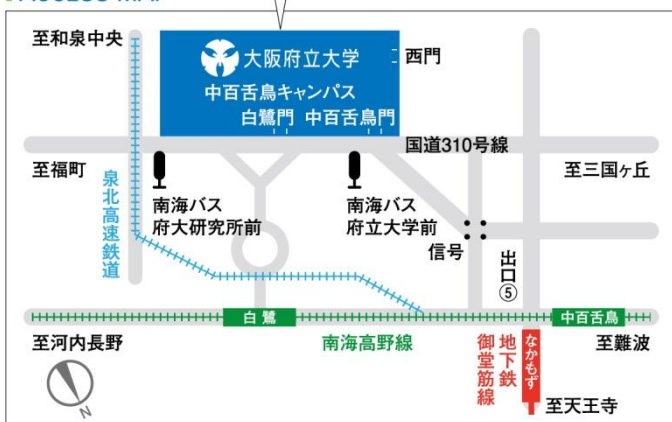 ACCESS MAP
至和泉中央
大阪府立大学
中百舌鳥キャンパス
白鷺門 中百舌鳥門
西門
国道310号線
至福町
至三国ヶ丘
泉北高速鉄道
南海バス
府大研究所前
南海バス
府立大学前
信号
出口⑤
白鷺
中百舌鳥
至河内長野
南海高野線
地下鉄
御堂筋線
なかもず
至難波
至天王寺
N